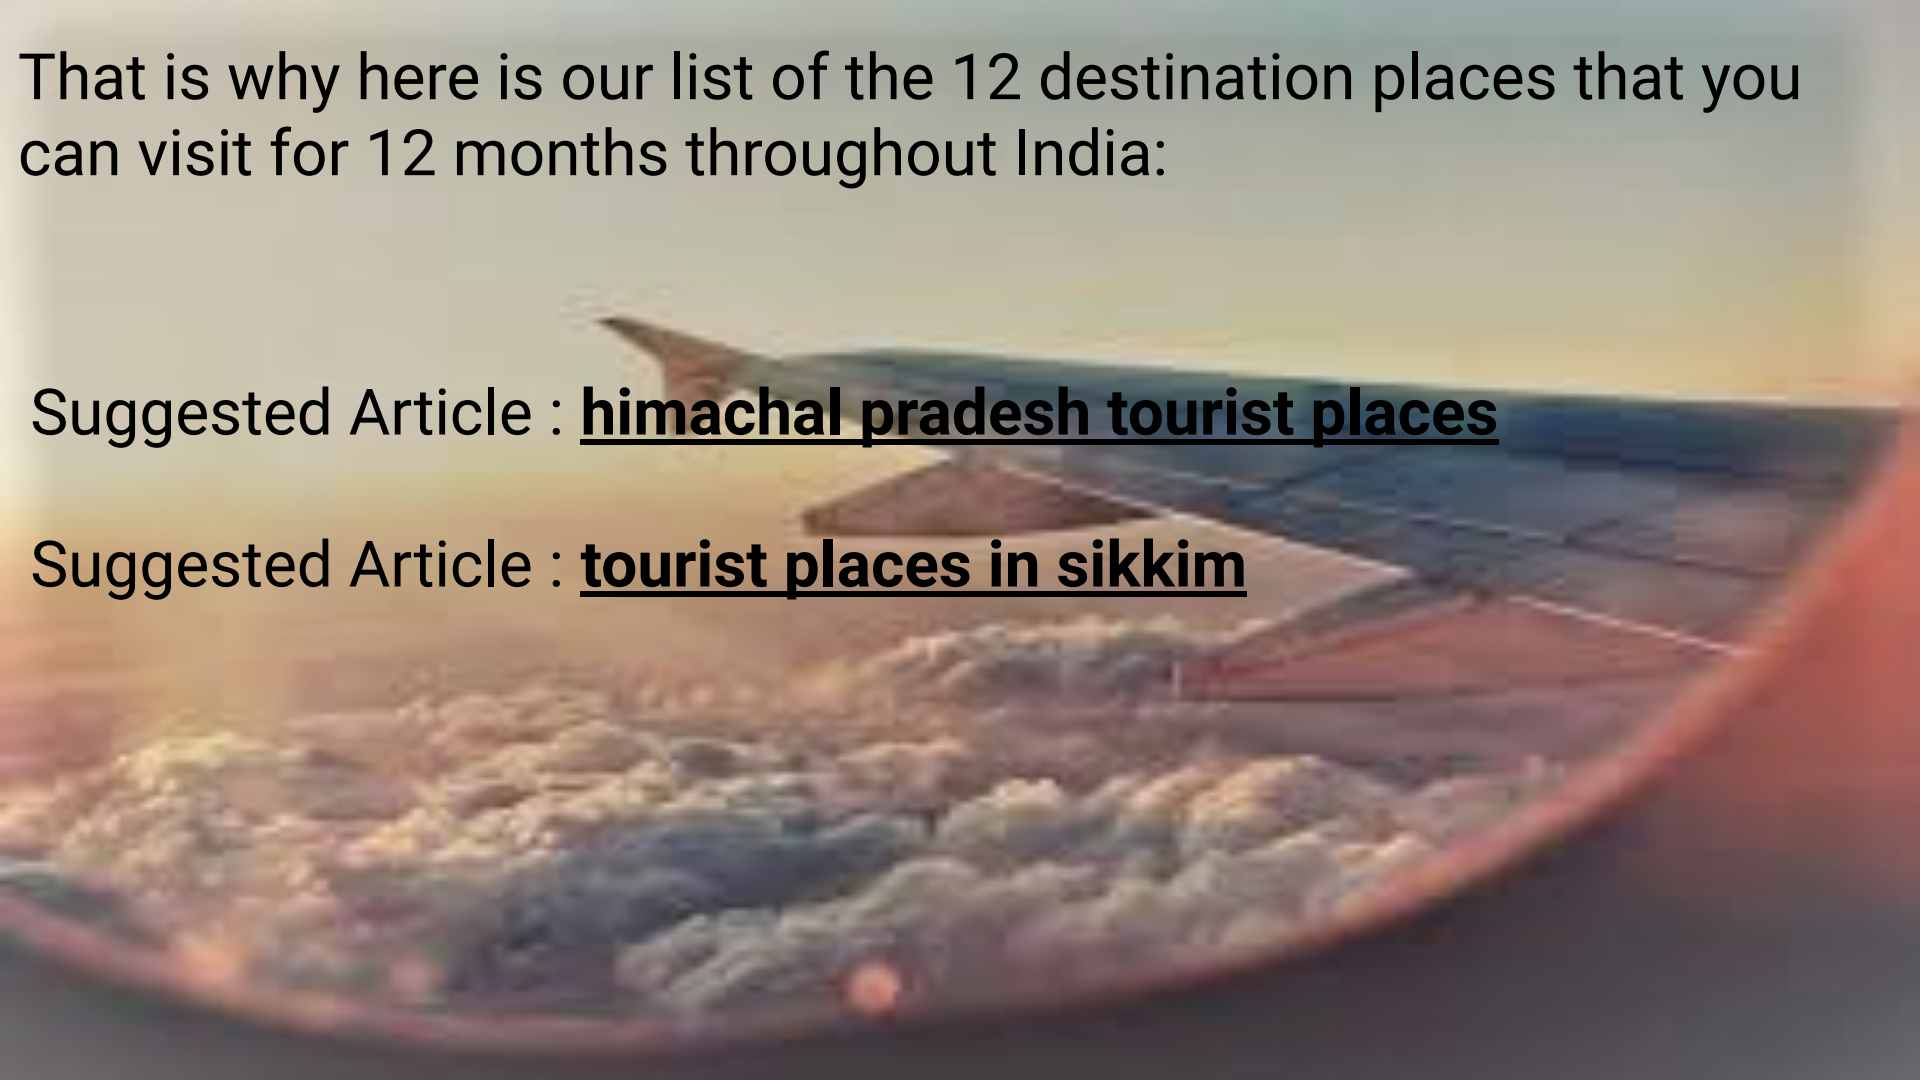 That is why here is our list of the 12 destination places that you
can visit for 12 months throughout India:
Suggested Article : himachal pradesh tourist places
Suggested Article : tourist places in sikkim